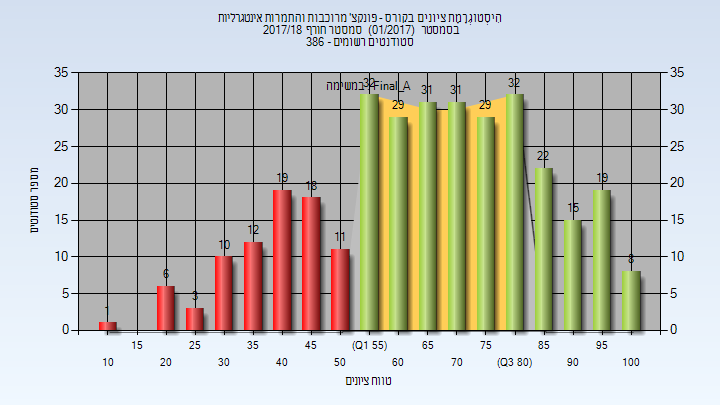 היסטוגרמת ציונים בקורס - פונקצ' מרוכבות והתמרות אינטגרליות
בסמסטר (01/2017) סמסטר חורף 2017/18
סטודנטים רשומים - 386
במשימה : Final_A
35 35
30 30
25 25
20 20
15 15
10 10
5 5
0 0
מספר סטודנטים
1 6 3 10 12 19 18 11 32 29 31 31 29 32 22 15 19 8
15 25 35 45 (Q1 55) 65 75 85 95
10 20 30 40 50 60 70 (Q3 80) 90 100
טווח ציונים